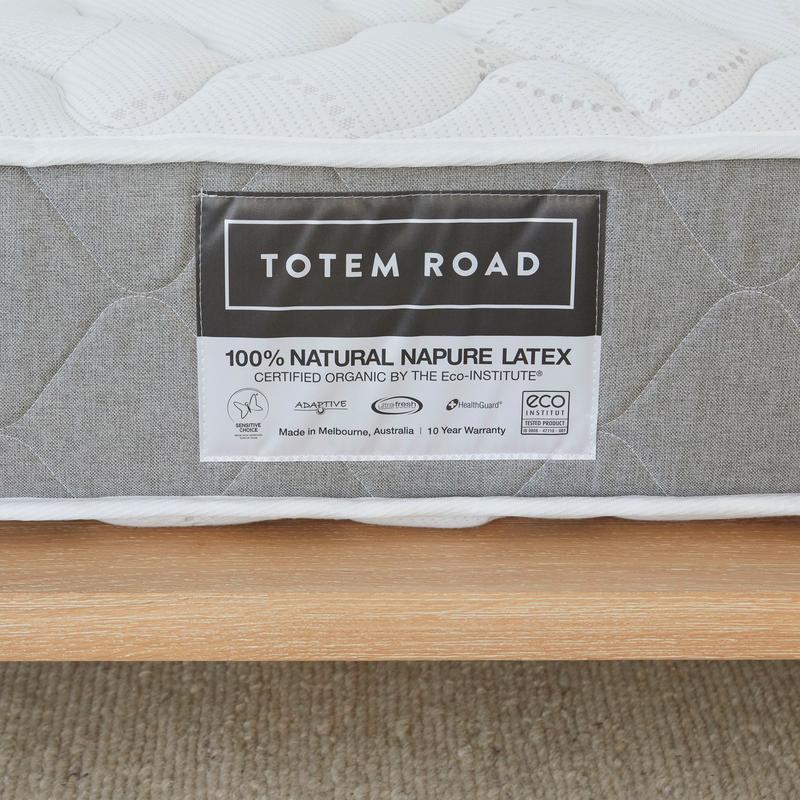 TOTEM ROAD
100% NATURAL NAPURE LATEX
CERTIFIED ORGANIC BY THE Eco-INSTITUTE®
SENSITIVE
CHOICE
ADAPTIVE
ultrafresh
HealthGuard®
eco
INSTITUT
TESTED PRODUCT
Made in Melbourne, Australia | 10 Year Warranty